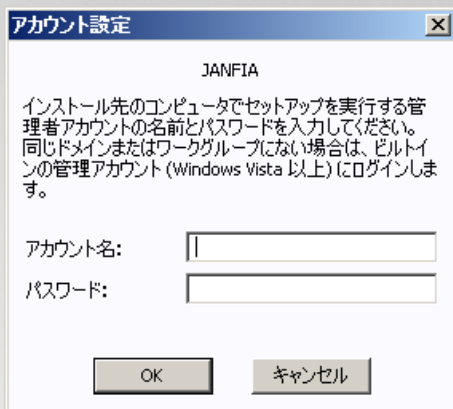 アカウント設定
JANFIA
インストール先のコンピュータでセットアップを実行する管
理者アカウントの名前とパスワードを入力してください。
同じドメインまたはワークグループにない場合は、ビルトイ
ンの管理アカウント (Windows Vista 以上) にログインしま
す。
アカウント名:
パスワード:
OK
キャンセル